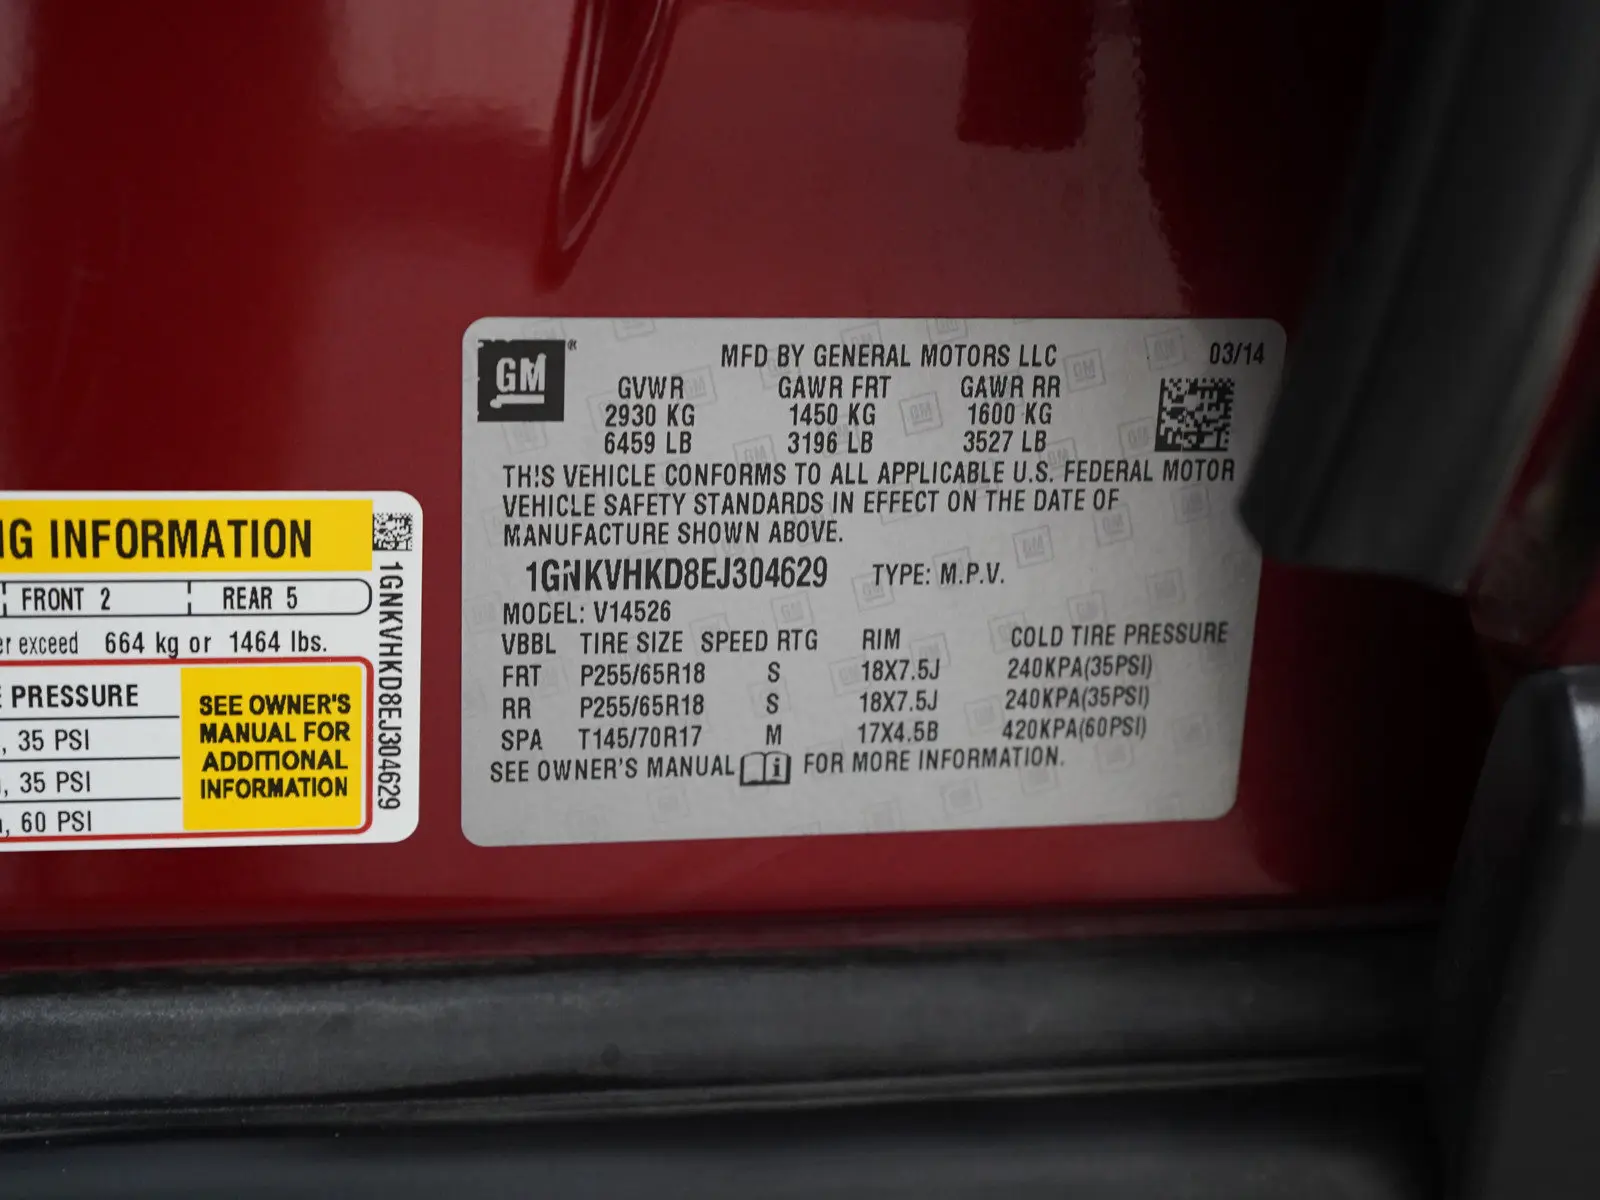 GM®
MFD BY GENERAL MOTORS LLC 03/14
GVWR GAWR FRT GAWR RR
2930 KG 1450 KG 1600 KG
6459 LB 3196 LB 3527 LB
THIS VEHICLE CONFORMS TO ALL APPLICABLE U.S. FEDERAL MOTOR
VEHICLE SAFETY STANDARDS IN EFFECT ON THE DATE OF
MANUFACTURE SHOWN ABOVE.
1GNKVHKD8EJ304629 TYPE: M.P.V.
MODEL: V14526
VBBL TIRE SIZE SPEED RTG RIM COLD TIRE PRESSURE
FRT P255/65R18 S 18X7.5J 240KPA(35PSI)
RR P255/65R18 S 18X7.5J 240KPA(35PSI)
SPA T145/70R17 M 17X4.5B 420KPA(60PSI)
SEE OWNER'S MANUAL i FOR MORE INFORMATION.
NG INFORMATION
FRONT 2 REAR 5
er exceed 664 kg or 1464 lbs.
E PRESSURE
, 35 PSI
, 35 PSI
, 60 PSI
SEE OWNER'S
MANUAL FOR
ADDITIONAL
INFORMATION
1GNKVHKD8EJ304629